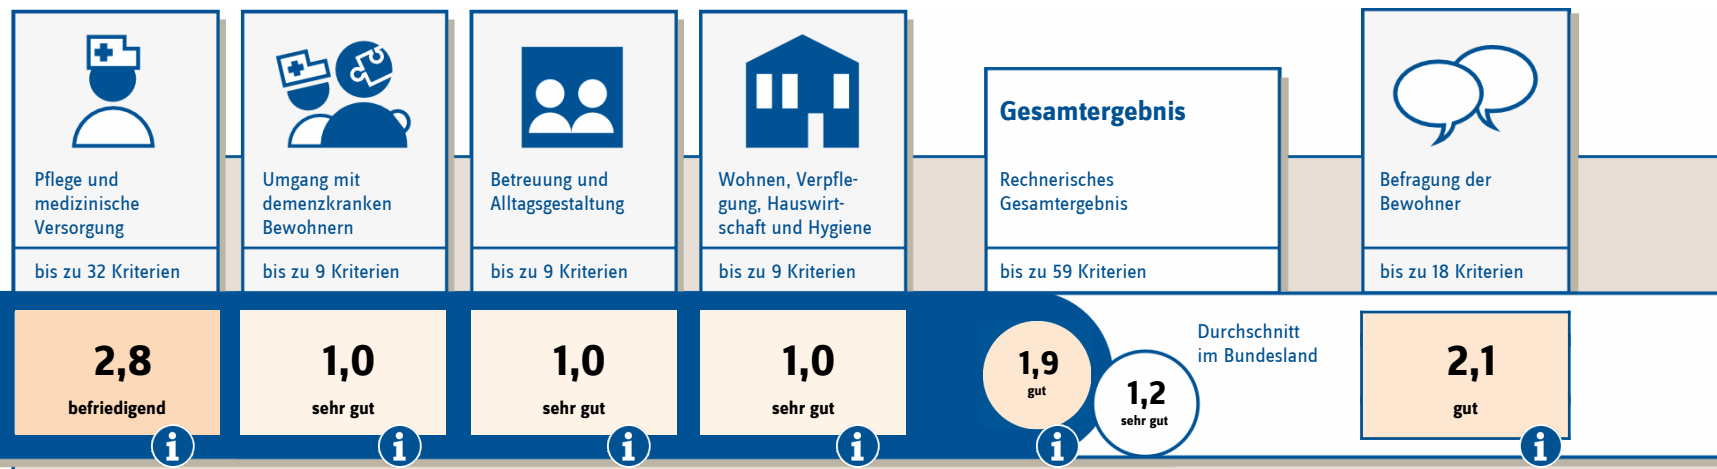 Pflege und
medizinische
Versorgung
bis zu 32 Kriterien
2,8
befriedigend
Umgang mit
demenzkranken
Bewohnern
bis zu 9 Kriterien
1,0
sehr gut
Betreuung und
Alltagsgestaltung
bis zu 9 Kriterien
1,0
sehr gut
Wohnen, Verpfle-
gung, Hauswirt-
schaft und Hygiene
bis zu 9 Kriterien
1,0
sehr gut
Gesamtergebnis
Rechnerisches
Gesamtergebnis
bis zu 59 Kriterien
1,9
gut
1,2
sehr gut
Durchschnitt
im Bundesland
Befragung der
Bewohner
bis zu 18 Kriterien
2,1
gut